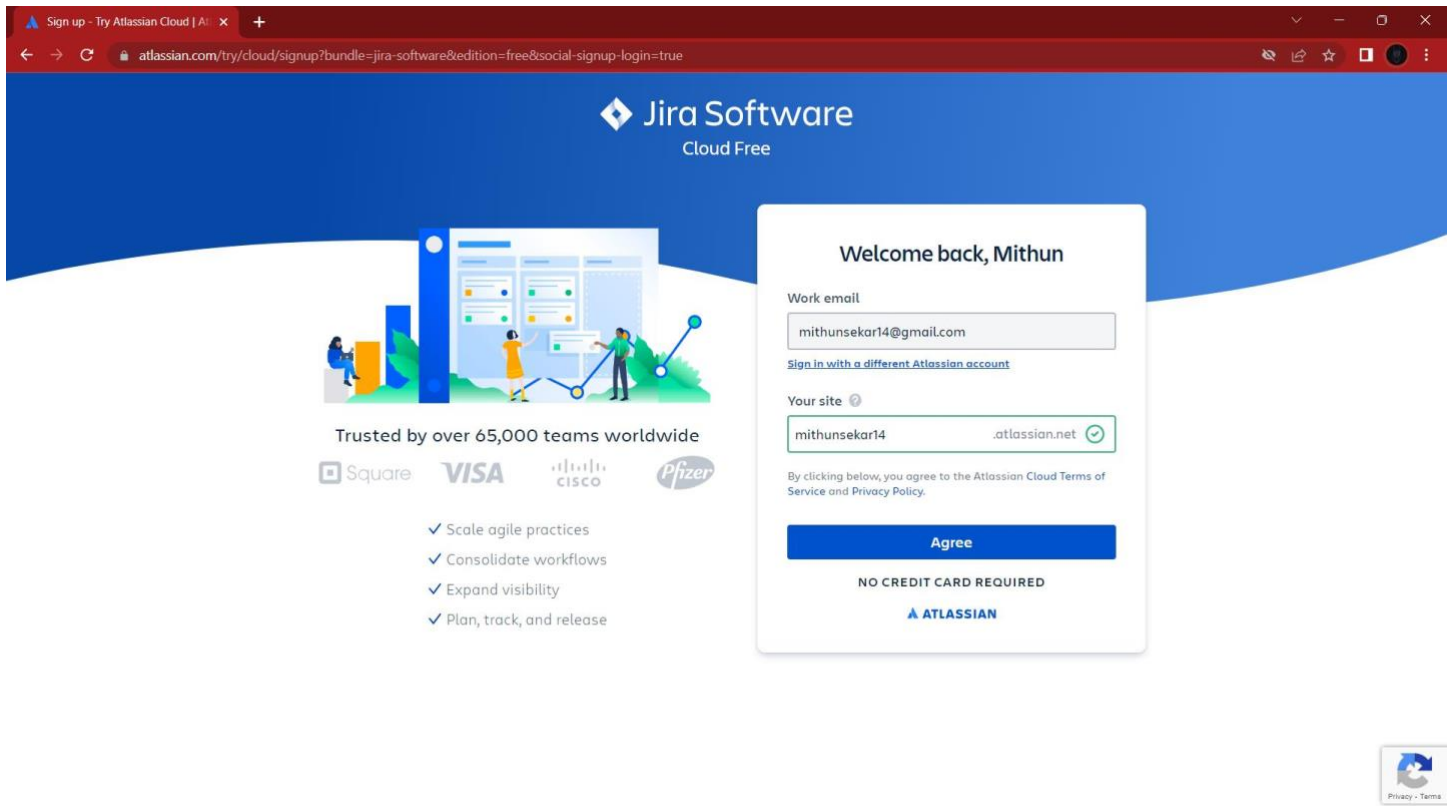 Sign up - Try Atlassian Cloud | Atl
atlassian.com/try/cloud/signup?bundle=jira-software&edition=free&social-signup-login=true
Jira Software
Cloud Free
Welcome back, Mithun
Work email
mithunsekar14@gmail.com
Sign in with a different Atlassian account
Your site
mithunsekar14 .atlassian.net
By clicking below, you agree to the Atlassian Cloud Terms of
Service and Privacy Policy.
Agree
NO CREDIT CARD REQUIRED
ATLASSIAN
Trusted by over 65,000 teams worldwide
Square VISA CISCO Pfizer
Scale agile practices
Consolidate workflows
Expand visibility
Plan, track, and release
Privacy - Terms